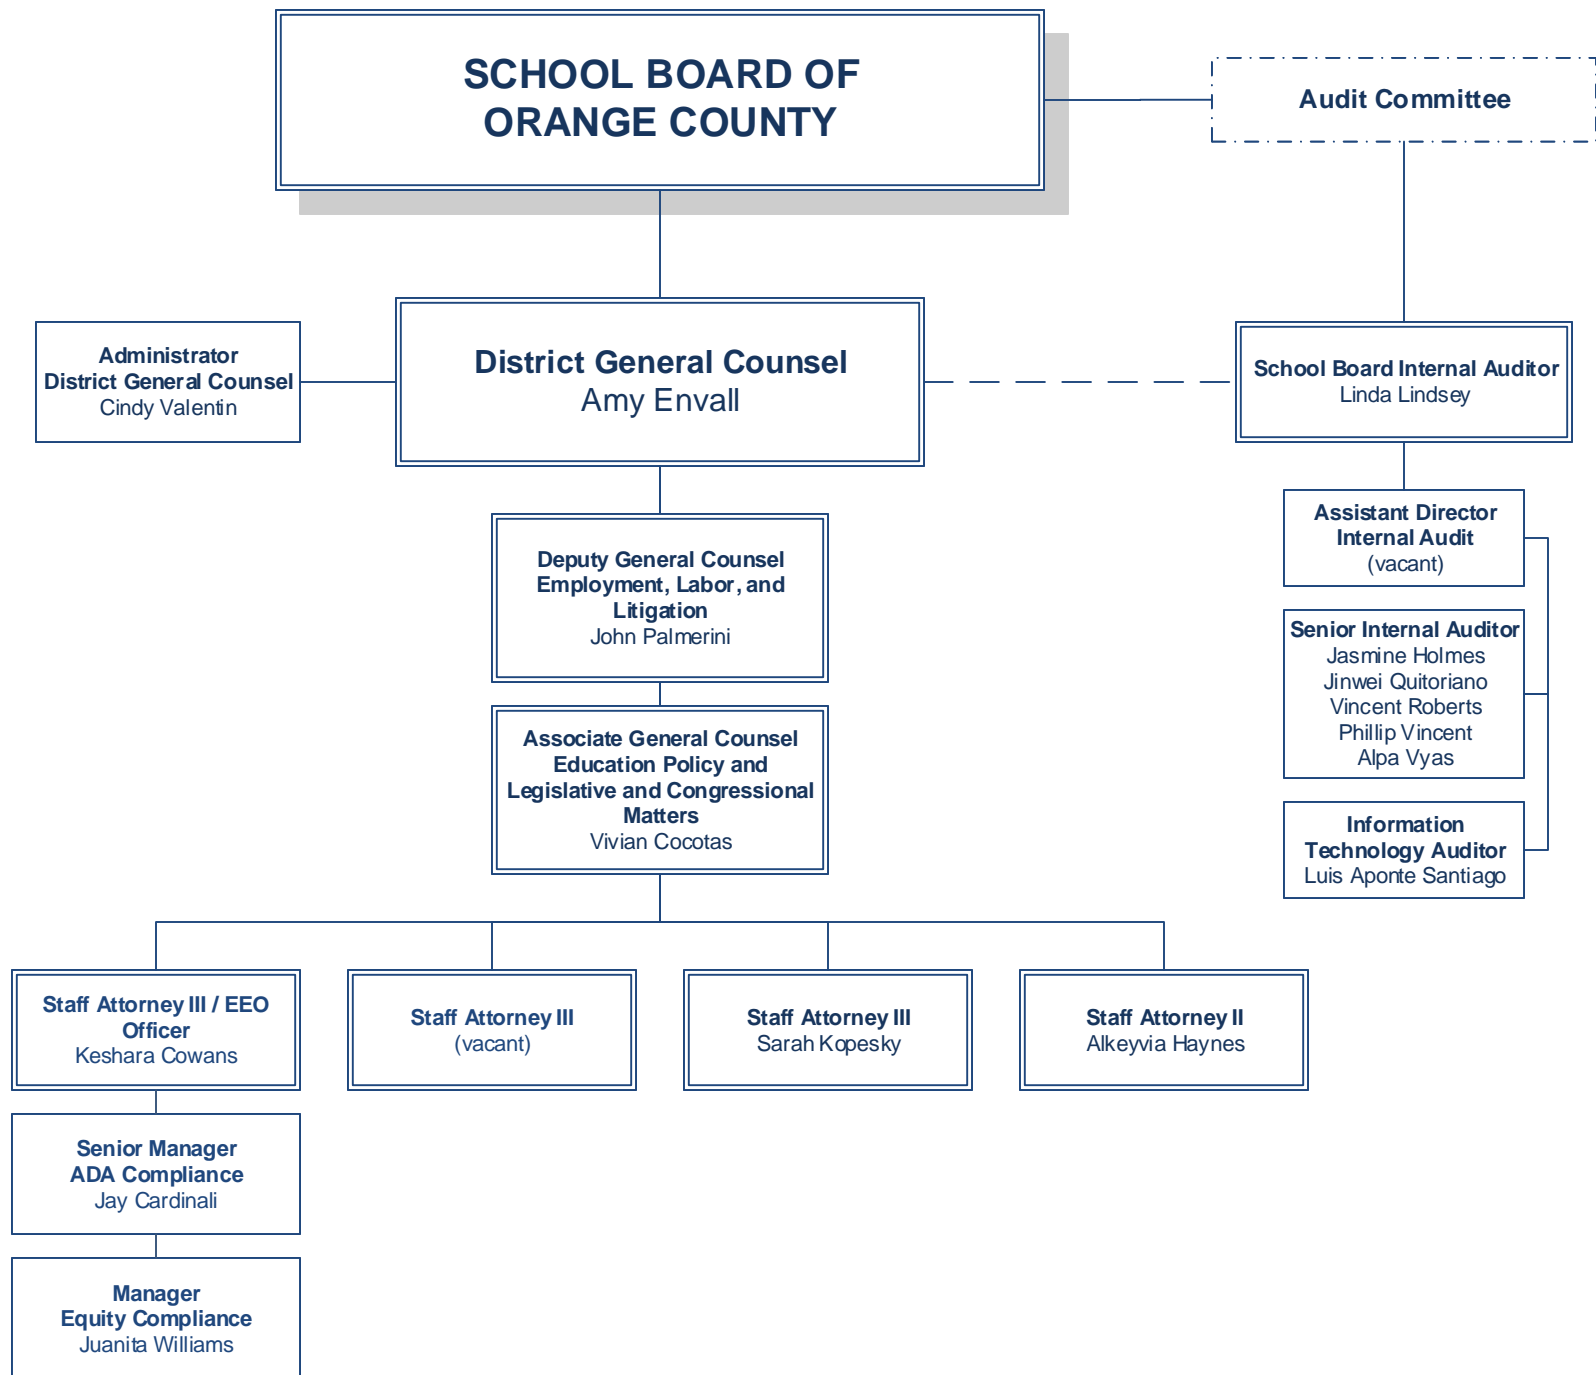 SCHOOL BOARD OF
ORANGE COUNTY
Audit Committee
Administrator
District General Counsel
Cindy Valentin
District General Counsel
Amy Envall
School Board Internal Auditor
Linda Lindsey
Deputy General Counsel
Employment, Labor, and
Litigation
John Palmerini
Assistant Director
Internal Audit
(vacant)
Senior Internal Auditor
Jasmine Holmes
Jinwei Quitoriano
Vincent Roberts
Phillip Vincent
Alpa Vyas
Associate General Counsel
Education Policy and
Legislative and Congressional
Matters
Vivian Cocotas
Information
Technology Auditor
Luis Aponte Santiago
Staff Attorney III / EEO
Officer
Keshara Cowans
Staff Attorney III
(vacant)
Staff Attorney III
Sarah Kopesky
Staff Attorney II
Alkeyvia Haynes
Senior Manager
ADA Compliance
Jay Cardinali
Manager
Equity Compliance
Juanita Williams